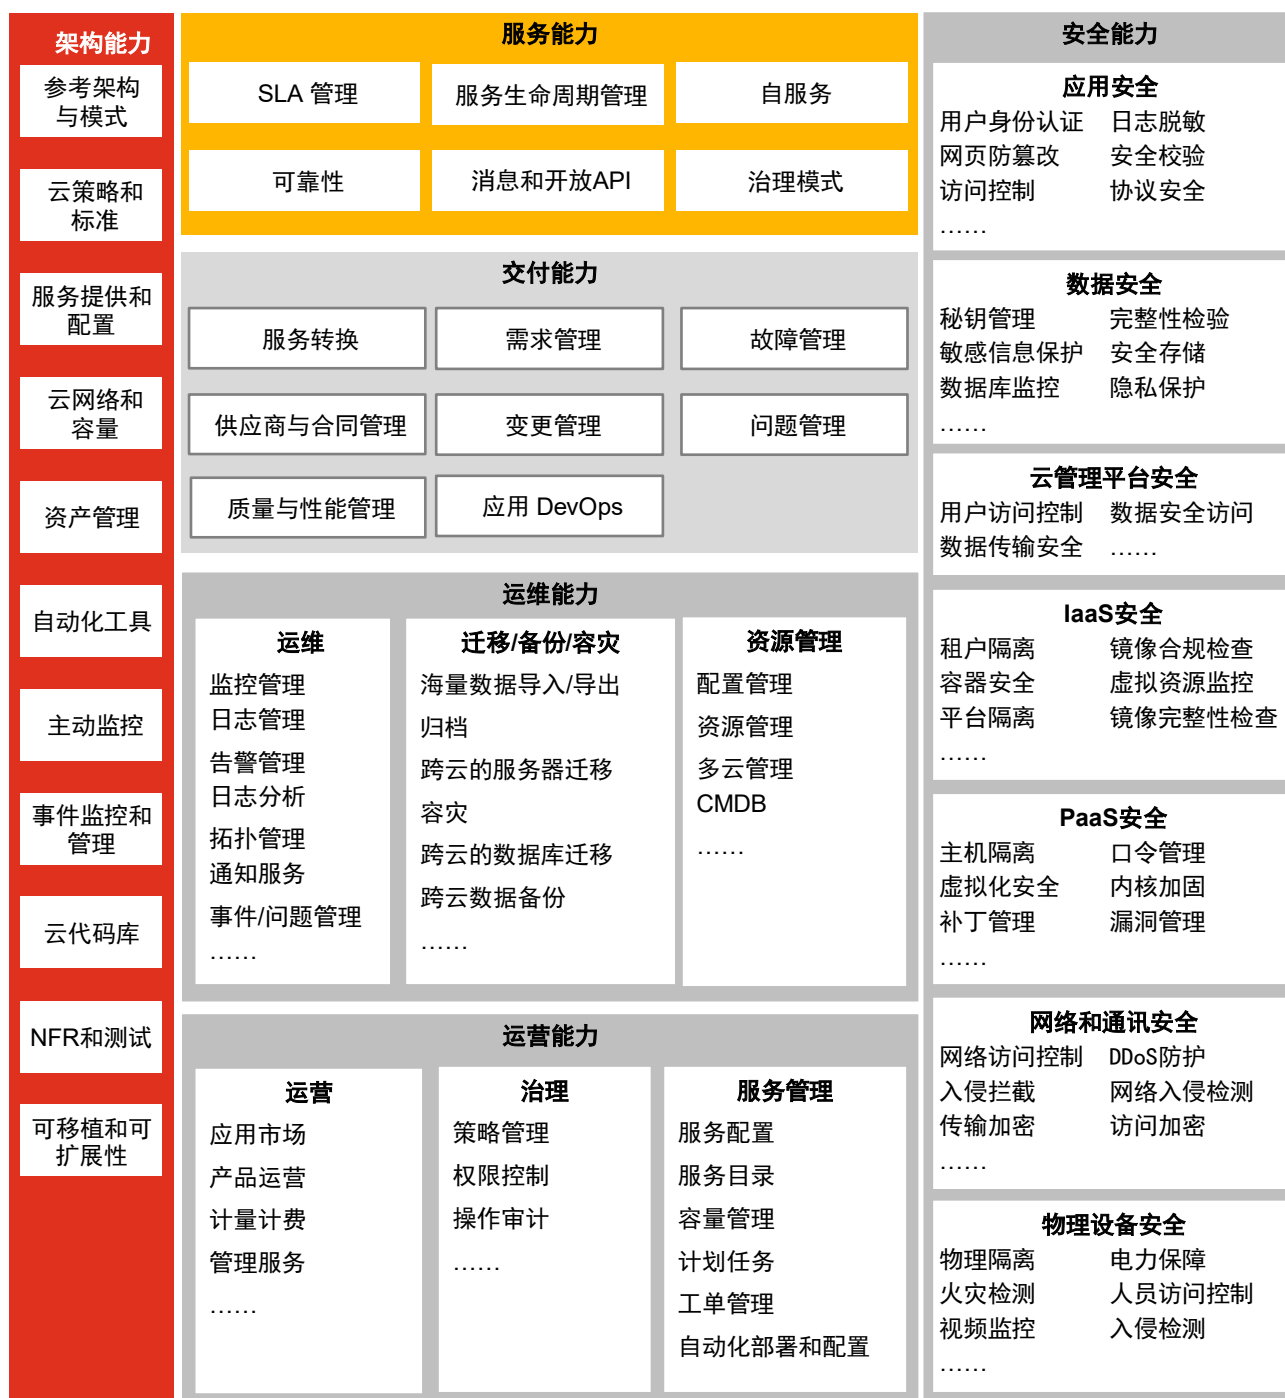 架构能力
参考架构
与模式
云策略和
标准
服务提供和
配置
云网络和
容量
资产管理
自动化工具
主动监控
事件监控和
管理
云代码库
NFR和测试
可移植和可
扩展性
服务能力
SLA 管理
服务生命周期管理
自服务
可靠性
消息和开放API
治理模式
交付能力
服务转换
需求管理
故障管理
供应商与合同管理
变更管理
问题管理
质量与性能管理
应用 DevOps
运维能力
运维
监控管理
日志管理
告警管理
日志分析
拓扑管理
通知服务
事件/问题管理
……
迁移/备份/容灾
海量数据导入/导出
归档
跨云的服务器迁移
容灾
跨云的数据库迁移
跨云数据备份
……
资源管理
配置管理
资源管理
多云管理
CMDB
……
运营能力
运营
应用市场
产品运营
计量计费
管理服务
……
治理
策略管理
权限控制
操作审计
……
服务管理
服务配置
服务目录
容量管理
计划任务
工单管理
自动化部署和配置
安全能力
应用安全
用户身份认证 日志脱敏
网页防篡改 安全校验
访问控制 协议安全
……
数据安全
秘钥管理 完整性检验
敏感信息保护 安全存储
数据库监控 隐私保护
……
云管理平台安全
用户访问控制 数据安全访问
数据传输安全 ……
IaaS安全
租户隔离 镜像合规检查
容器安全 虚拟资源监控
平台隔离 镜像完整性检查
……
PaaS安全
主机隔离 口令管理
虚拟化安全 内核加固
补丁管理 漏洞管理
……
网络和通讯安全
网络访问控制 DDoS防护
入侵拦截 网络入侵检测
传输加密 访问加密
……
物理设备安全
物理隔离 电力保障
火灾检测 人员访问控制
视频监控 入侵检测
……